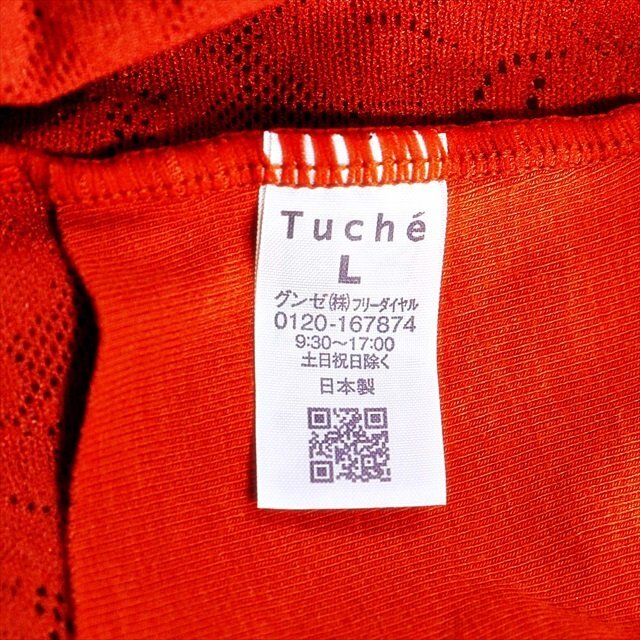 Tuché
L
グンゼ(株)フリーダイヤル
0120-167874
9:30〜17:00
土日祝日除く
日本製